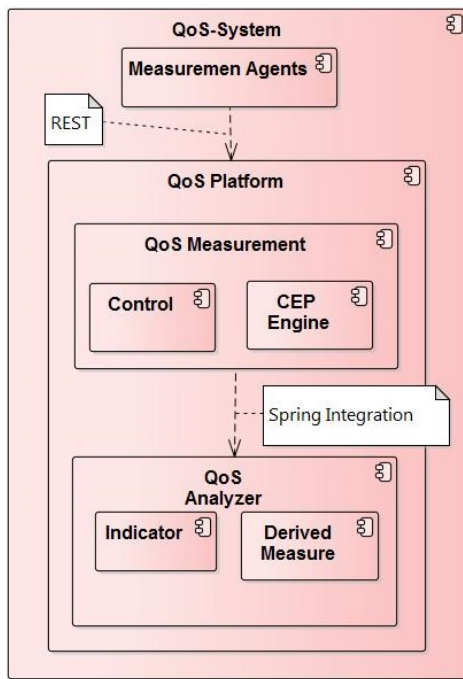 QoS-System
Measuremen Agents
REST
QoS Platform
QoS Measurement
Control
CEP
Engine
Spring Integration
QoS
Analyzer
Indicator
Derived
Measure